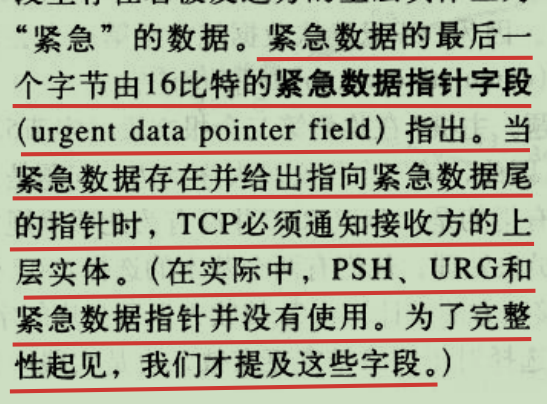 “紧急”的数据。紧急数据的最后一
个字节由16比特的紧急数据指针字段
(urgent data pointer field) 指出。当
紧急数据存在并给出指向紧急数据尾
的指针时，TCP必须通知接收方的上
层实体。(在实际中，PSH、URG和
紧急数据指针并没有使用。为了完整
性起见，我们才提及这些字段。)